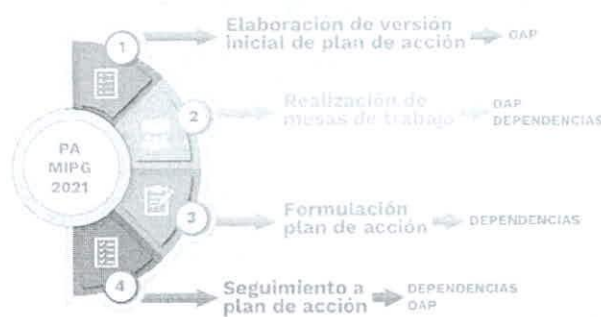 PA
MIPG
2021
1
Elaboración de versión
inicial de plan de acción
OAP
2
Realización de
mesas de trabajo
OAP
DEPENDENCIAS
3
Formulación
plan de acción
DEPENDENCIAS
4
Seguimiento a
plan de acción
DEPENDENCIAS
OAP